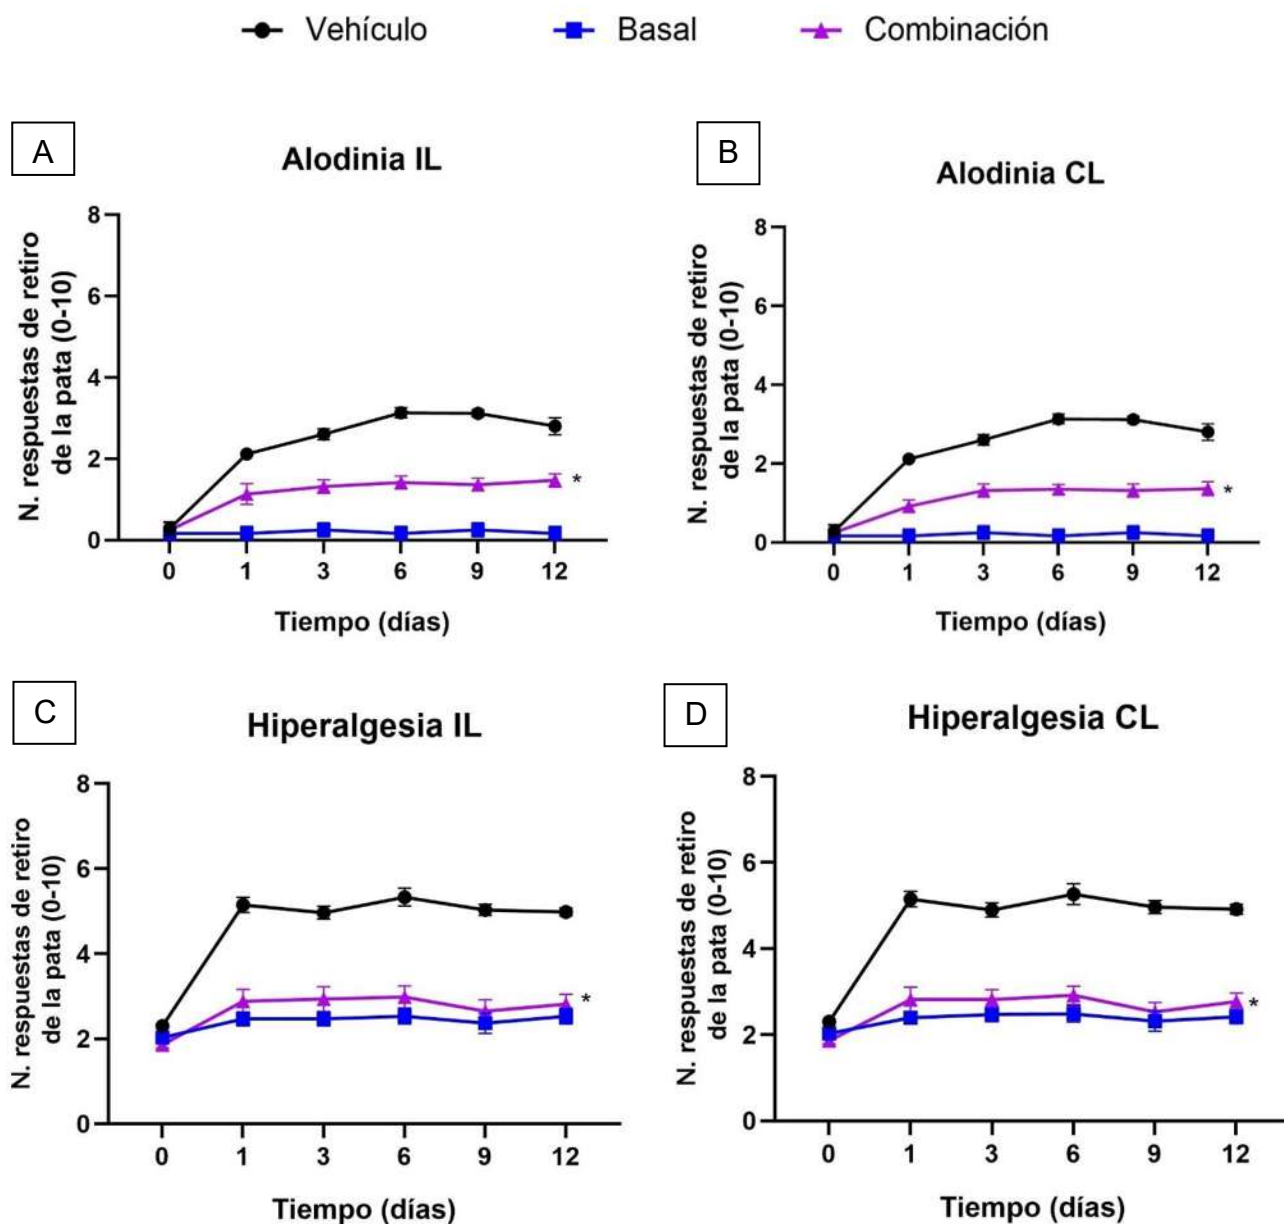 Vehículo Basal Combinación
A
Alodinia IL
N. respuestas de retiro
de la pata (0-10)
8
6
4
2
0
*
0 1 3 6 9 12
Tiempo (días)
B
Alodinia CL
N. respuestas de retiro
de la pata (0-10)
8
6
4
2
0
*
0 1 3 6 9 12
Tiempo (días)
C
Hiperalgesia IL
N. respuestas de retiro
de la pata (0-10)
8
6
4
2
0
*
0 1 3 6 9 12
Tiempo (días)
D
Hiperalgesia CL
N. respuestas de retiro
de la pata (0-10)
8
6
4
2
0
*
0 1 3 6 9 12
Tiempo (días)